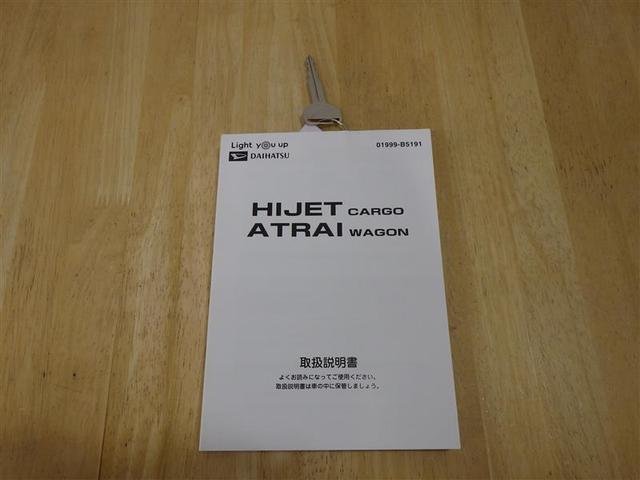 Light you up
DAIHATSU
01999-B5191
HIJET CARGO
ATRAI WAGON
取扱説明書
よくお読みになってご使用ください。
取扱説明書は車の中に保管しましょう。